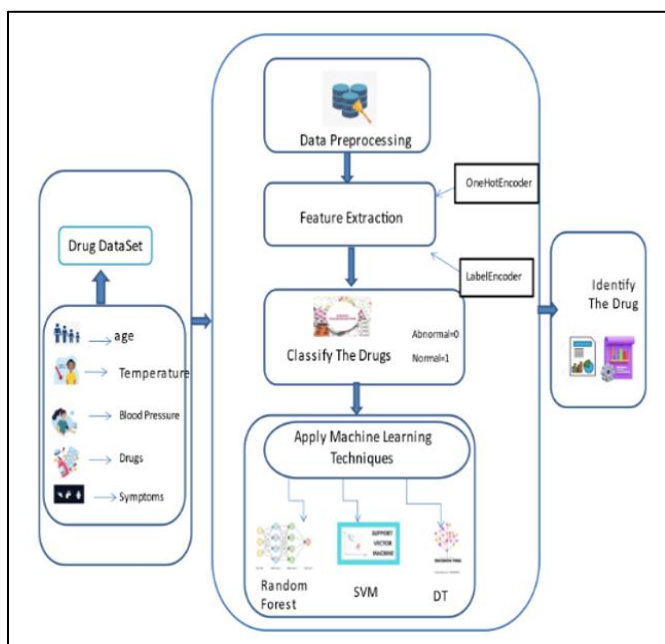 Drug DataSet
age
Temperature
Blood Pressure
Drugs
Symptoms
Data Preprocessing
Feature Extraction
OneHotEncoder
LabelEncoder
Classify The Drugs
Abnormal=0
Normal=1
Apply Machine Learning
Techniques
SUPPORT
VECTOR
MACHINE
Random
Forest
SVM
DT
Identify
The Drug